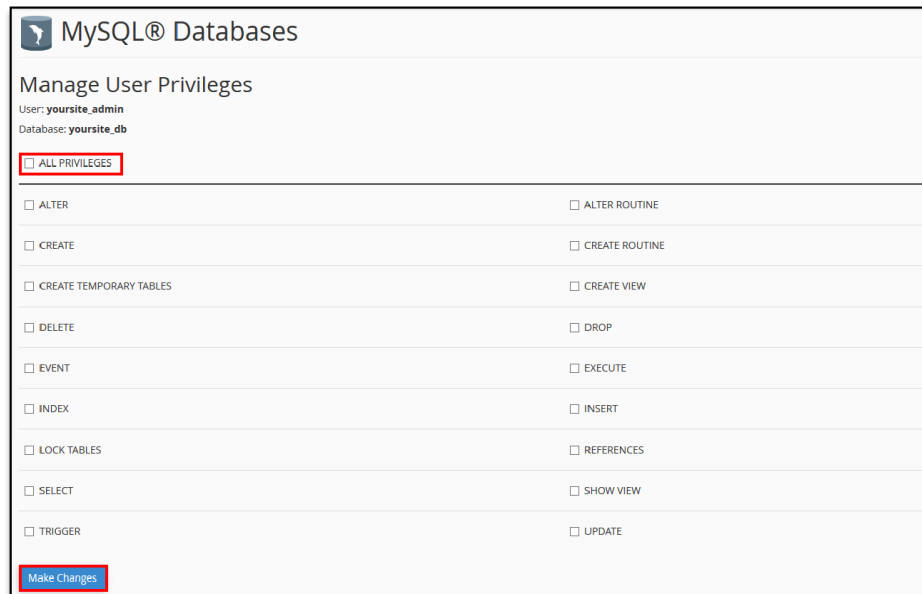 MySQL® Databases
Manage User Privileges
User: yoursite_admin
Database: yoursite_db
ALL PRIVILEGES
ALTER
ALTER ROUTINE
CREATE
CREATE ROUTINE
CREATE TEMPORARY TABLES
CREATE VIEW
DELETE
DROP
EVENT
EXECUTE
INDEX
INSERT
LOCK TABLES
REFERENCES
SELECT
SHOW VIEW
TRIGGER
UPDATE
Make Changes